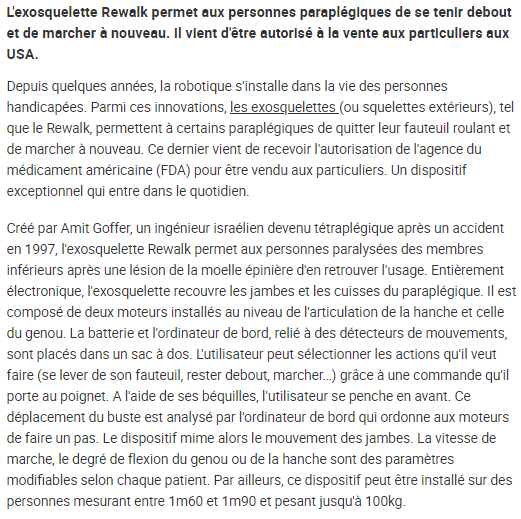 L'exosquelette Rewalk permet aux personnes paraplégiques de se tenir debout
et de marcher à nouveau. Il vient d'être autorisé à la vente aux particuliers aux
USA.
Depuis quelques années, la robotique s'installe dans la vie des personnes
handicapées. Parmi ces innovations, les exosquelettes (ou squelettes extérieurs), tel
que le Rewalk, permettent à certains paraplégiques de quitter leur fauteuil roulant et
de marcher à nouveau. Ce dernier vient de recevoir l'autorisation de l'agence du
médicament américaine (FDA) pour être vendu aux particuliers. Un dispositif
exceptionnel qui entre dans le quotidien.
Créé par Amit Goffer, un ingénieur israélien devenu tétraplégique après un accident
en 1997, l'exosquelette Rewalk permet aux personnes paralysées des membres
inférieurs après une lésion de la moelle épinière d'en retrouver l'usage. Entièrement
électronique, l'exosquelette recouvre les jambes et les cuisses du paraplégique. Il est
composé de deux moteurs installés au niveau de l'articulation de la hanche et celle
du genou. La batterie et l'ordinateur de bord, relié à des détecteurs de mouvements,
sont placés dans un sac à dos. L'utilisateur peut sélectionner les actions qu'il veut
faire (se lever de son fauteuil, rester debout, marcher...) grâce à une commande qu'il
porte au poignet. A l'aide de ses béquilles, l'utilisateur se penche en avant. Ce
déplacement du buste est analysé par l'ordinateur de bord qui ordonne aux moteurs
de faire un pas. Le dispositif mime alors le mouvement des jambes. La vitesse de
marche, le degré de flexion du genou ou de la hanche sont des paramètres
modifiables selon chaque patient. Par ailleurs, ce dispositif peut être installé sur des
personnes mesurant entre 1m60 et 1m90 et pesant jusqu'à 100kg.